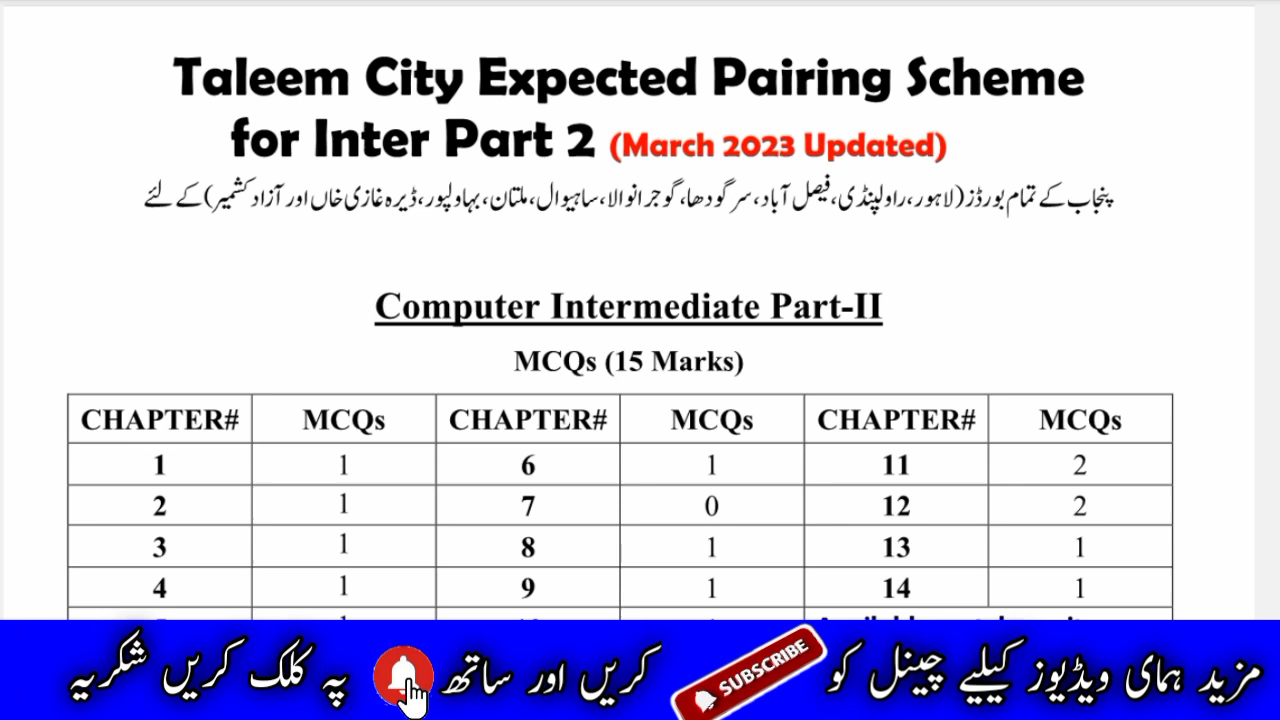 Taleem City Expected Pairing Scheme
for Inter Part 2 (March 2023 Updated)
پنجاب کے تمام بورڈز (لاہور، راولپنڈی، فیصل آباد، سرگودھا، گوجرانوالا، ساہیوال، ملتان، بہاولپور، ڈیرہ غازی خاں اور آزاد کشمیر) کے لئے
Computer Intermediate Part-II
MCQs (15 Marks)
CHAPTER# MCQs CHAPTER# MCQs CHAPTER# MCQs
1 1 6 1 11 2
2 1 7 0 12 2
3 1 8 1 13 1
4 1 9 1 14 1
مزید ہمای ویڈیوز کیلیے چینل کو SUBSCRIBE کریں اور ساتھ پہ کلک کریں شکریہ